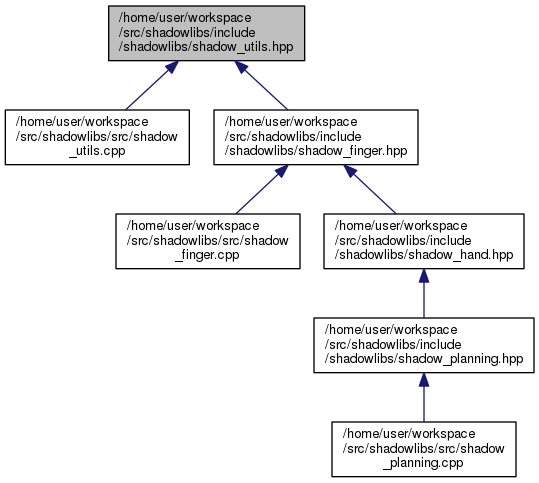 /home/user/workspace
/src/shadowlibs/include
/shadowlibs/shadow_utils.hpp
/home/user/workspace
/src/shadowlibs/src/shadow
_utils.cpp
/home/user/workspace
/src/shadowlibs/include
/shadowlibs/shadow_finger.hpp
/home/user/workspace
/src/shadowlibs/src/shadow
_finger.cpp
/home/user/workspace
/src/shadowlibs/include
/shadowlibs/shadow_hand.hpp
/home/user/workspace
/src/shadowlibs/include
/shadowlibs/shadow_planning.hpp
/home/user/workspace
/src/shadowlibs/src/shadow
_planning.cpp